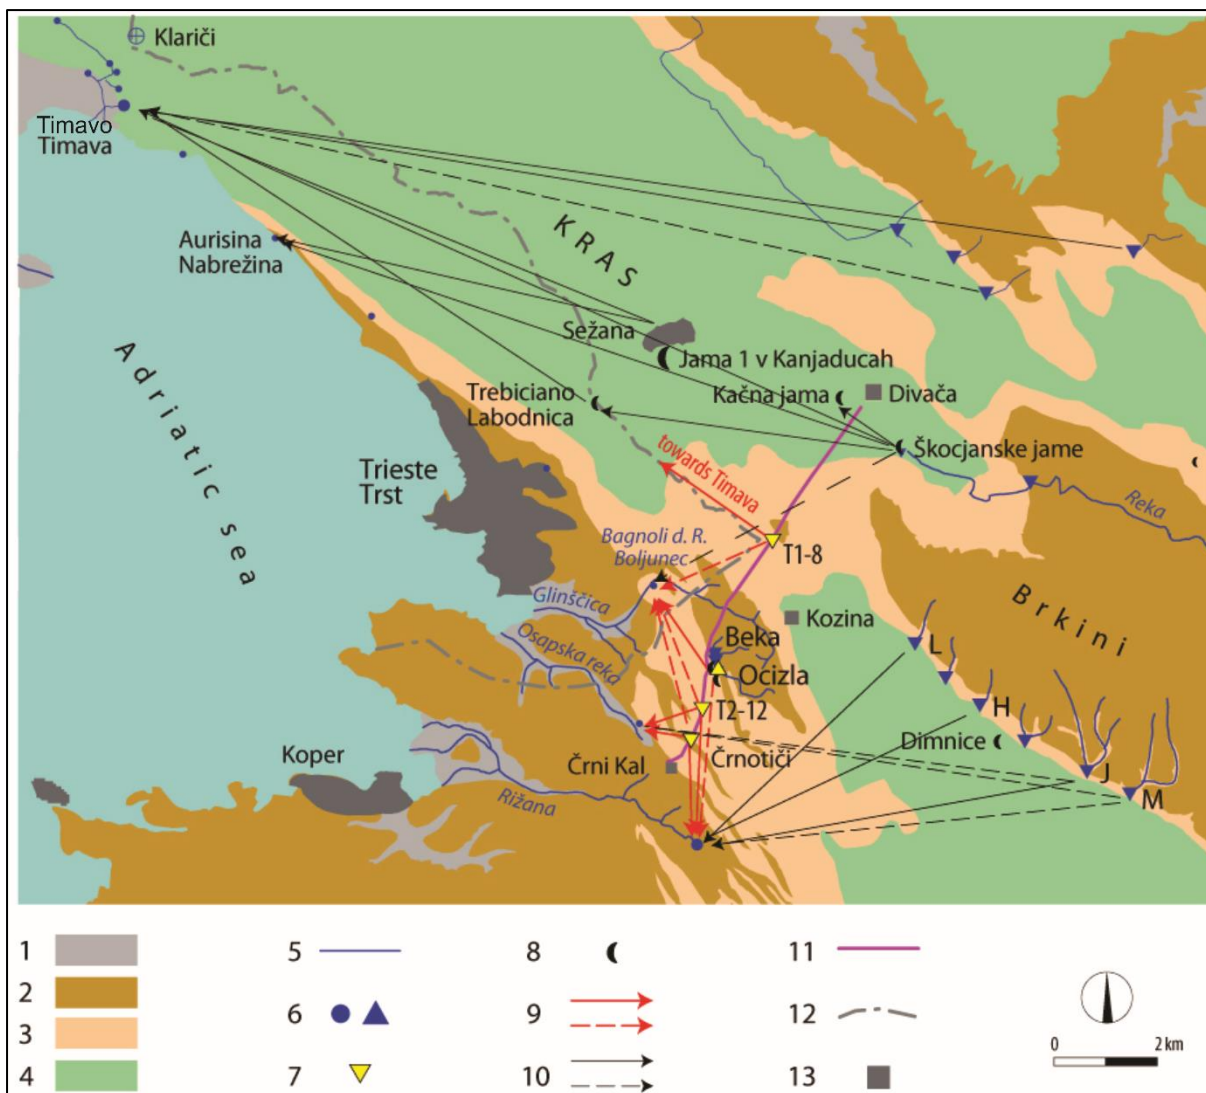 Klariči
Timavo
Timava
Aurisina
Nabrežina
KRAS
Sežana
Jama 1 v Kanjaducah
Kačna jama
Divača
Trebiciano
Labodnica
Škocjanske jame
Adriatic sea
Trieste
Trst
towards Timava
Reka
Bagnoli d. R.
Boljunec
T1-8
Glinščica
Kozina
Brkini
Osapska reka
Beka
L
Ocizla
T2-12
H
Dimnice
Koper
Črni Kal
Črnotiči
J
M
Rižana
1
5
8
11
2
6
9
12
3
0 2 km
4
7
10
13